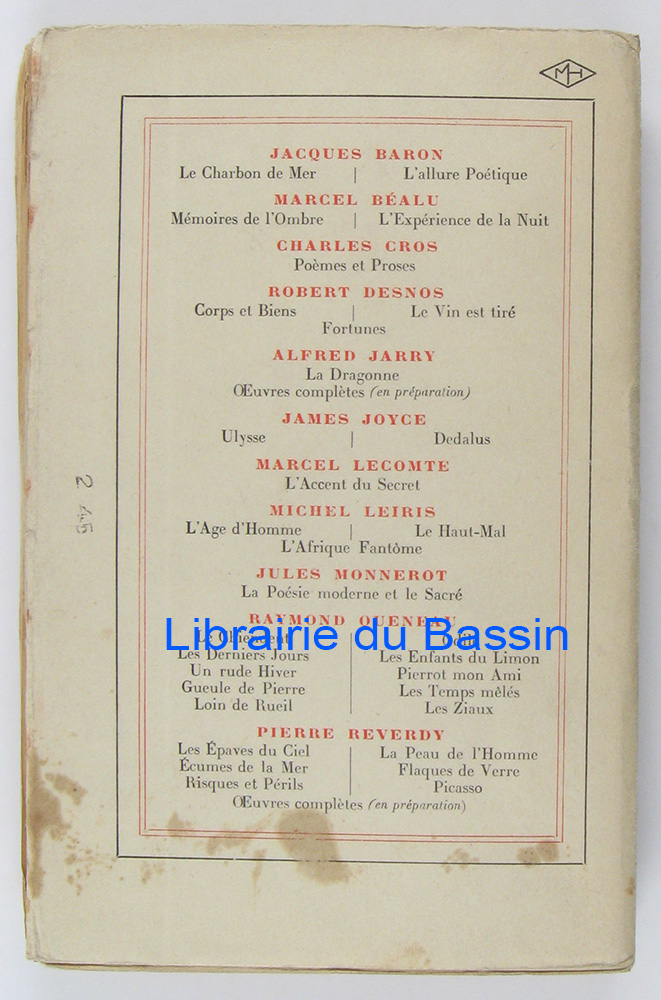 MH
JACQUES BARON
Le Charbon de Mer | L'allure Poétique
MARCEL BÉALU
Mémoires de l'Ombre | L'Expérience de la Nuit
CHARLES CROS
Poèmes et Proses
ROBERT DESNOS
Corps et Biens | Le Vin est tiré
Fortunes
ALFRED JARRY
La Dragonne
Œuvres complètes (en préparation)
JAMES JOYCE
Ulysse | Dedalus
MARCEL LECOMTE
L'Accent du Secret
MICHEL LEIRIS
L'Age d'Homme | Le Haut-Mal
L'Afrique Fantôme
JULES MONNEROT
La Poésie moderne et le Sacré
RAYMOND QUENEAU
Librairie du Bassin
Le Chiendent
Les Derniers Jours | Les Enfants du Limon
Un rude Hiver | Pierrot mon Ami
Gueule de Pierre | Les Temps mêlés
Loin de Rueil | Les Ziaux
PIERRE REVERDY
Les Épaves du Ciel | La Peau de l'Homme
Écumes de la Mer | Flaques de Verre
Risques et Périls | Picasso
Œuvres complètes (en préparation)
2 45